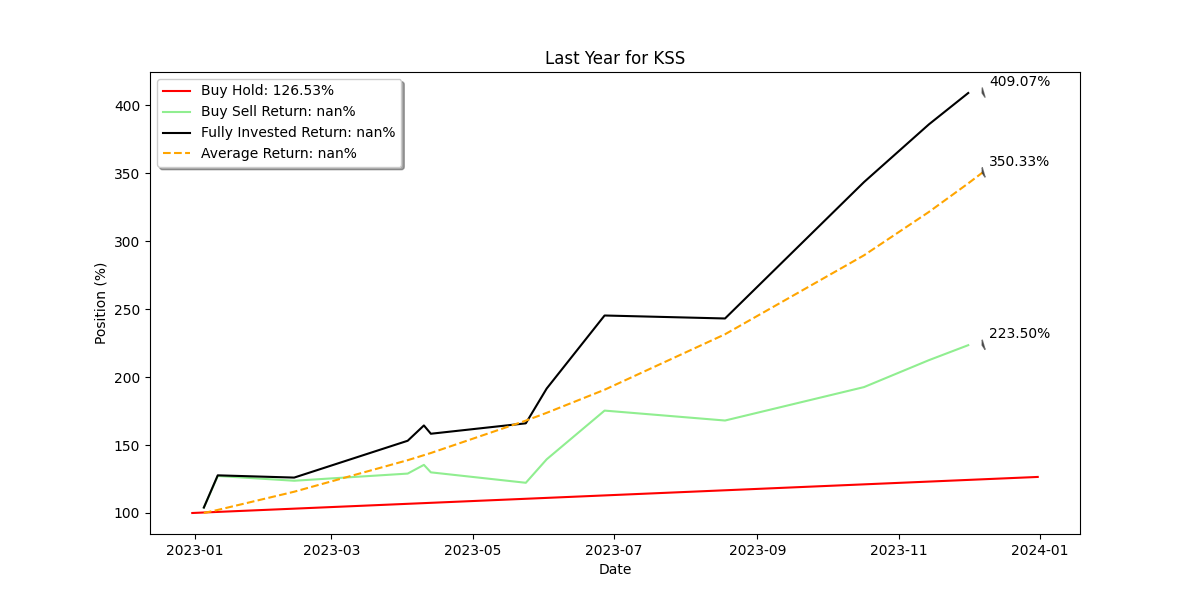 Last Year for KSS
Buy Hold: 126.53%
Buy Sell Return: nan%
Fully Invested Return: nan%
Average Return: nan%
409.07%
350.33%
223.50%
400
350
300
250
200
150
100
Position (%)
2023-01
2023-03
2023-05
2023-07
2023-09
2023-11
2024-01
Date